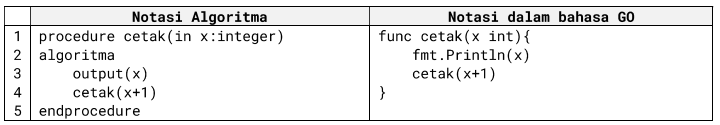 Notasi Algoritma Notasi dalam bahasa GO
1 procedure cetak(in x:integer) func cetak(x int){
2 algoritma fmt.Println(x)
3 output(x) cetak(x+1)
4 cetak(x+1) }
5 endprocedure